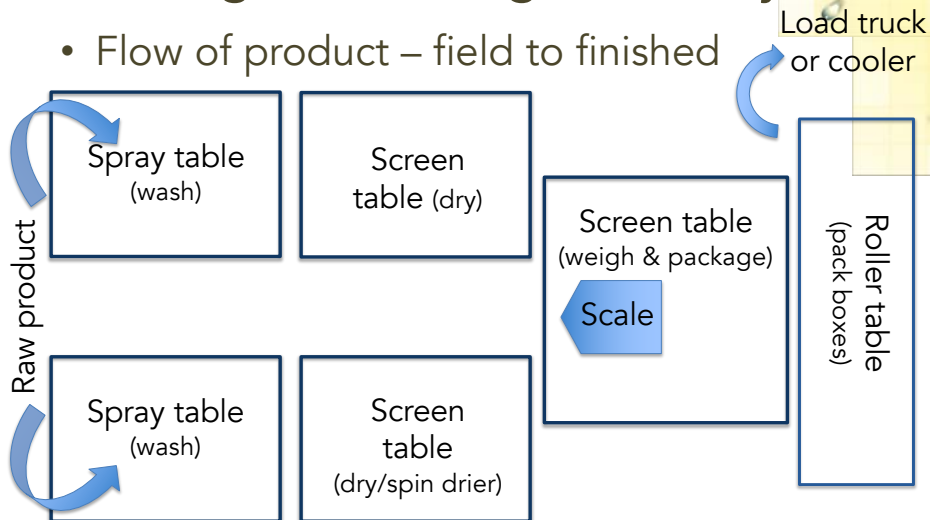 • Flow of product – field to finished
Load truck
or cooler
Raw product
Spray table
(wash)
Screen
table (dry)
Screen table
(weigh & package)
Scale
Roller table
(pack boxes)
Spray table
(wash)
Screen
table
(dry/spin drier)